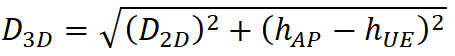 D_{3D} = \sqrt{(D_{2D})^2 + (h_{AP} - h_{UE})^2}